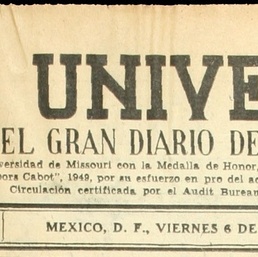 UNIVE
EL GRAN DIARIO DE
versidad de Missouri con la Medalla de Honor,
ors Cabot", 1949, por su esfuerzo en pro del ac
Circulación certificada por el Audit Bureau
MEXICO, D. F., VIERNES 6 DE